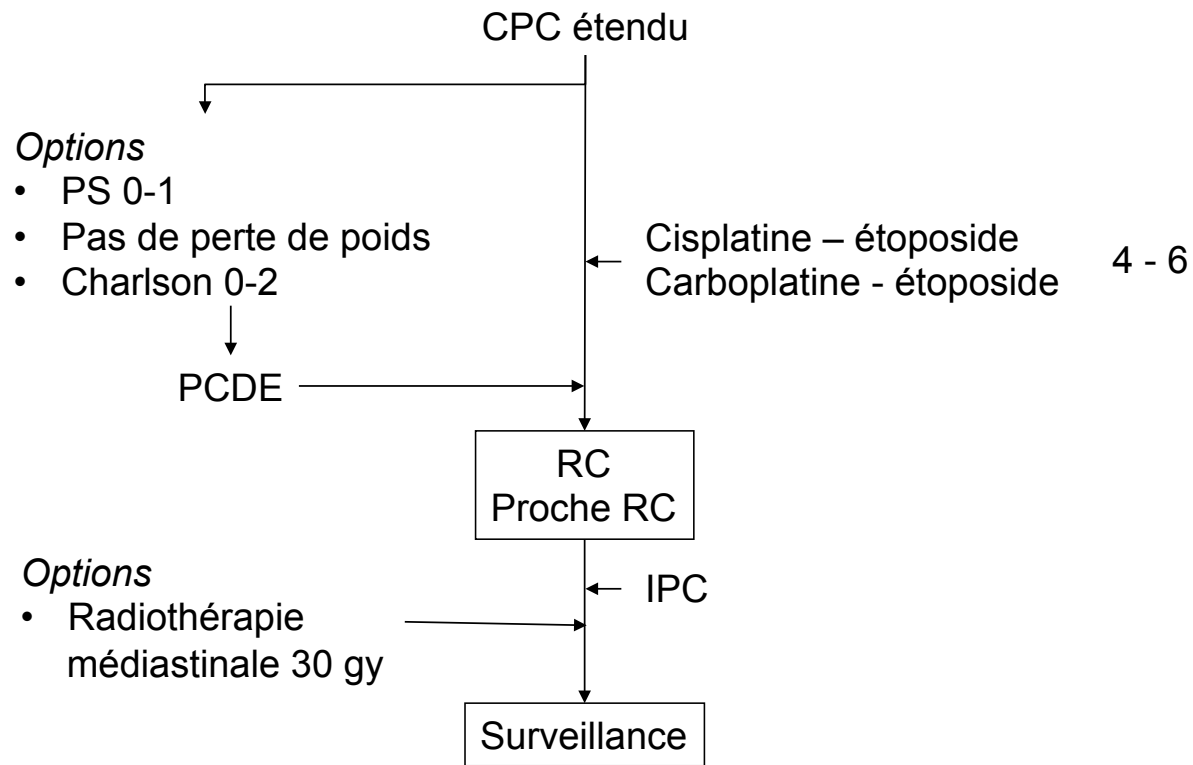 CPC étendu
Options
• PS 0-1
• Pas de perte de poids
• Charlson 0-2
Cisplatine – étoposide
Carboplatine - étoposide
4 - 6
PCDE
RC
Proche RC
Options
• Radiothérapie
médiastinale 30 gy
IPC
Surveillance